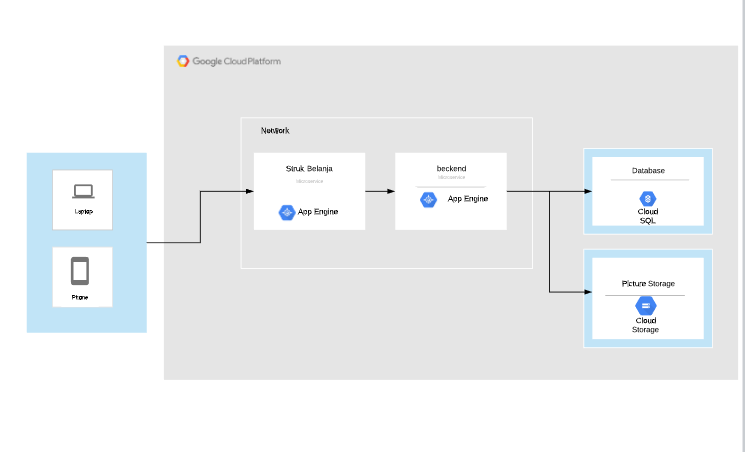 Google Cloud Platform
Network
Struk Belanja
Microservice
App Engine
beckend
Microservice
App Engine
Laptop
Phone
Database
Cloud
SQL
Picture Storage
Cloud
Storage